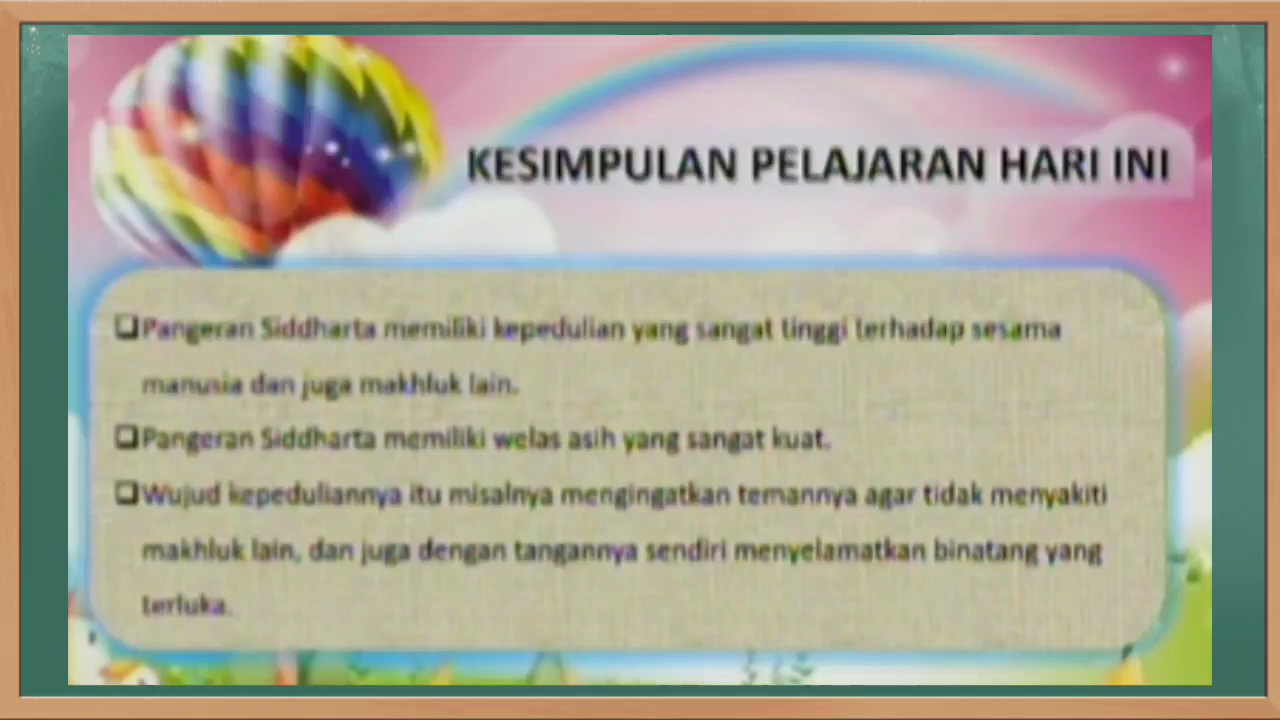 KESIMPULAN PELAJARAN HARI INI
❑Pangeran Siddharta memiliki kepedulian yang sangat tinggi terhadap sesama
manusia dan juga makhluk lain.
❑Pangeran Siddharta memiliki welas asih yang sangat kuat.
❑Wujud kepeduliannya itu misalnya mengingatkan temannya agar tidak menyakiti
makhluk lain, dan juga dengan tangannya sendiri menyelamatkan binatang yang
terluka.